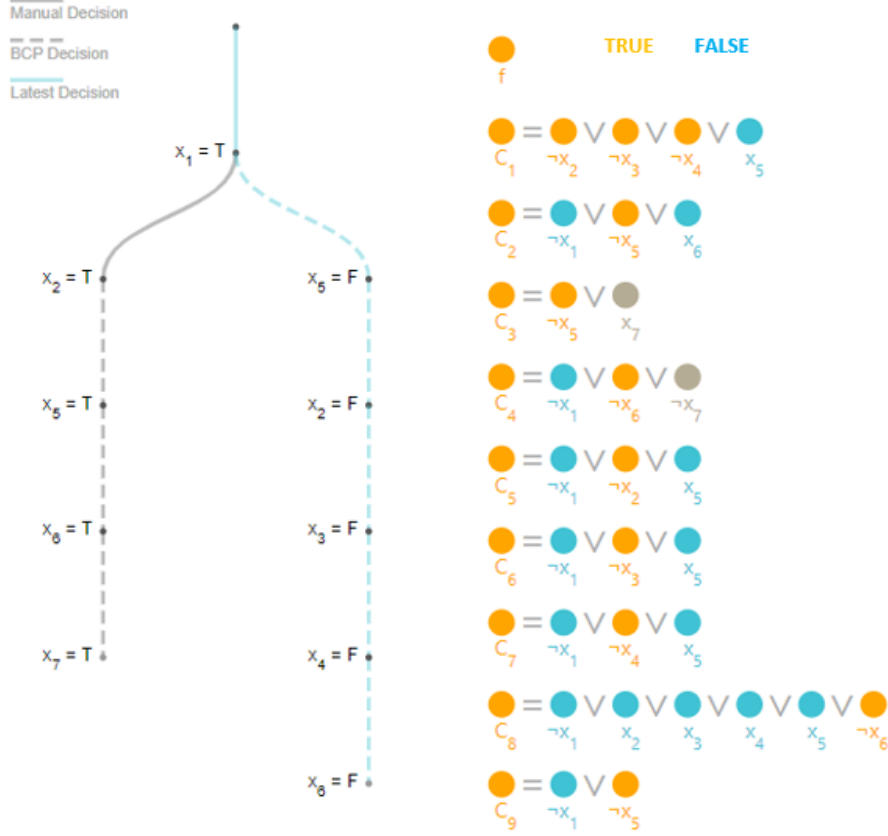 Manual Decision
BCP Decision
Latest Decision
x₁ = T
x₂ = T
x₅ = T
x₆ = T
x₇ = T
x₅ = F
x₂ = F
x₃ = F
x₄ = F
x₆ = F
TRUE FALSE
f
C₁ = ¬x₂ ∨ ¬x₃ ∨ ¬x₄ ∨ x₅
C₂ = ¬x₁ ∨ ¬x₅ ∨ x₆
C₃ = ¬x₅ ∨ x₇
C₄ = ¬x₁ ∨ ¬x₆ ∨ ¬x₇
C₅ = ¬x₁ ∨ ¬x₂ ∨ x₅
C₆ = ¬x₁ ∨ ¬x₃ ∨ x₅
C₇ = ¬x₁ ∨ ¬x₄ ∨ x₅
C₈ = ¬x₁ ∨ x₂ ∨ x₃ ∨ x₄ ∨ x₅ ∨ ¬x₆
C₉ = ¬x₁ ∨ ¬x₅